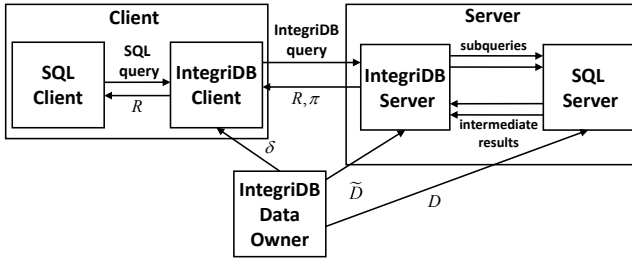 Client
Server
SQL
Client
SQL
query
R
IntegriDB
Client
IntegriDB
query
R, π
IntegriDB
Server
subqueries
intermediate
results
SQL
Server
δ
D̃
D
IntegriDB
Data
Owner